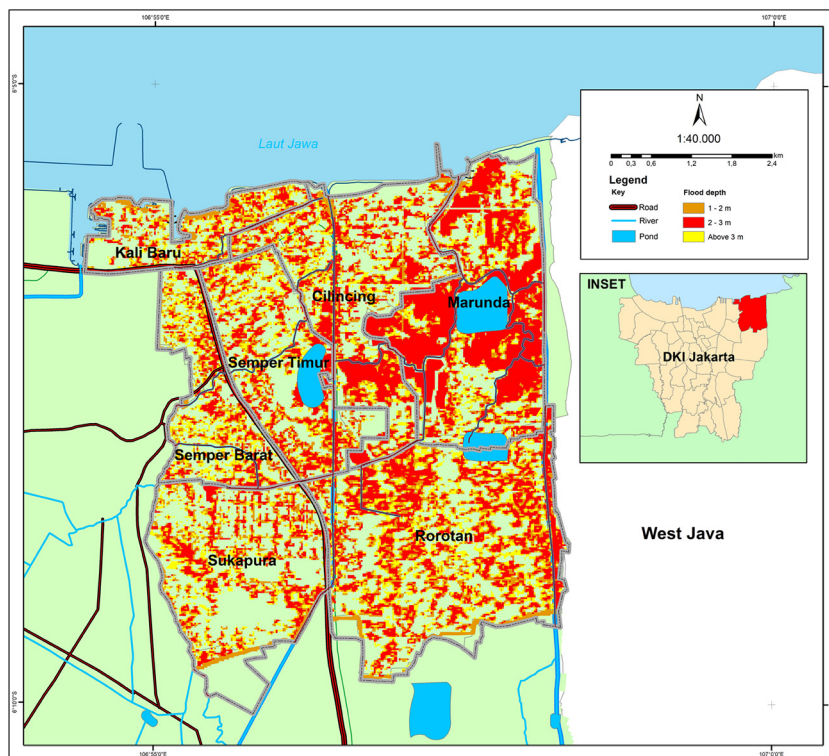 106°55'0"E
107°0'0"E
6°5'0"S
Laut Jawa
N
1:40.000
km
0 0,3 0,6 1,2 1,8 2,4
Legend
Key
Flood depth
Road
1 - 2 m
River
2 - 3 m
Pond
Above 3 m
Kali Baru
Cilincing
Marunda
INSET
DKI Jakarta
Semper Timur
Semper Barat
Rorotan
West Java
Sukapura
6°10'0"S
106°55'0"E
107°0'0"E